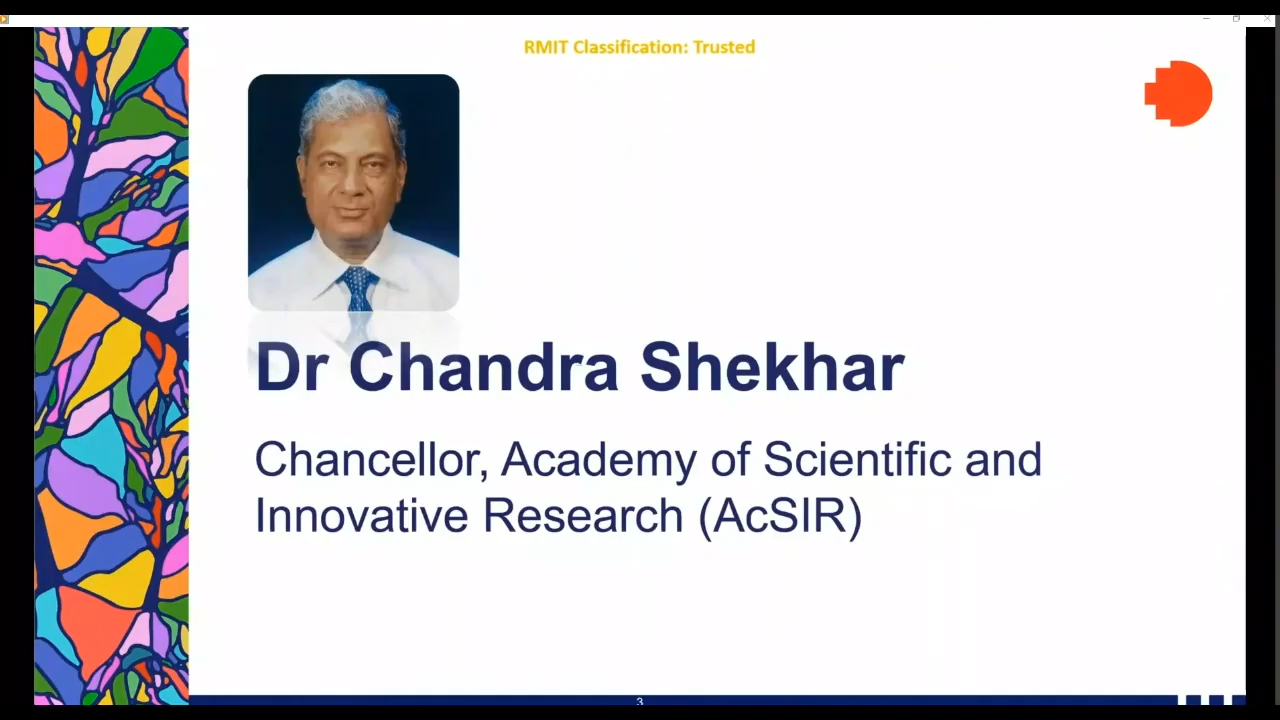 RMIT Classification: Trusted
Dr Chandra Shekhar
Chancellor, Academy of Scientific and
Innovative Research (AcSIR)
3